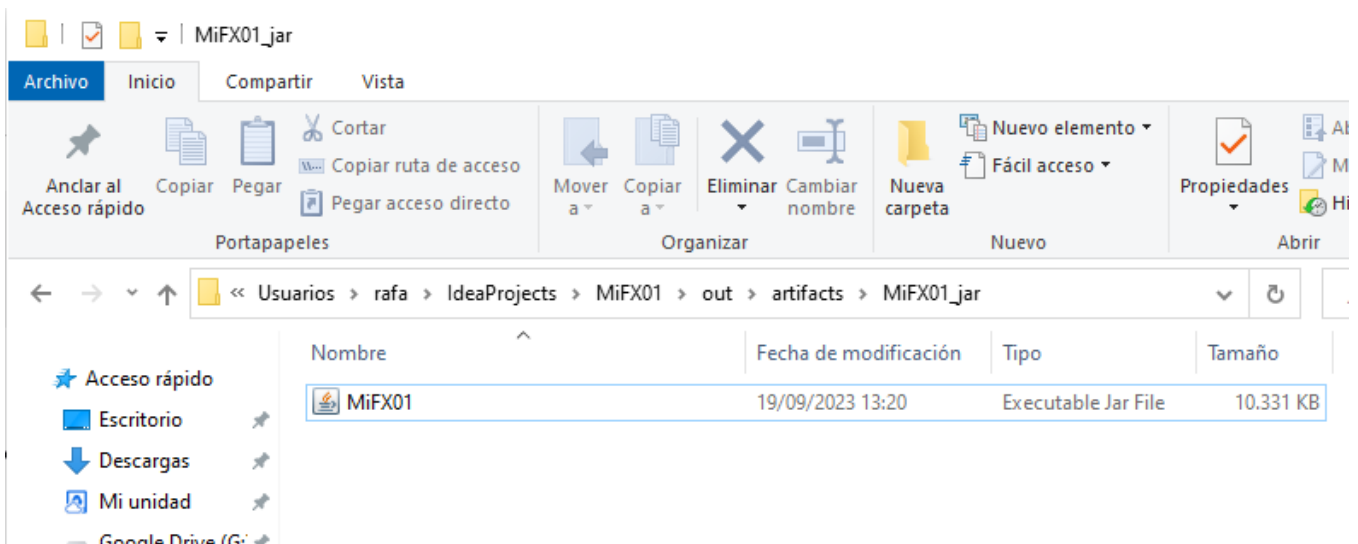 MiFX01_jar
Archivo Inicio Compartir Vista
Anclar al Acceso rápido
Copiar
Pegar
Cortar
Copiar ruta de acceso
Pegar acceso directo
Mover a
Copiar a
Eliminar
Cambiar nombre
Nueva carpeta
Nuevo elemento
Fácil acceso
Propiedades
Portapapeles Organizar Nuevo Abrir
« Usuarios > rafa > IdeaProjects > MiFX01 > out > artifacts > MiFX01_jar
Nombre Fecha de modificación Tipo Tamaño
Acceso rápido
MiFX01 19/09/2023 13:20 Executable Jar File 10.331 KB
Escritorio
Descargas
Mi unidad
Google Drive (G: